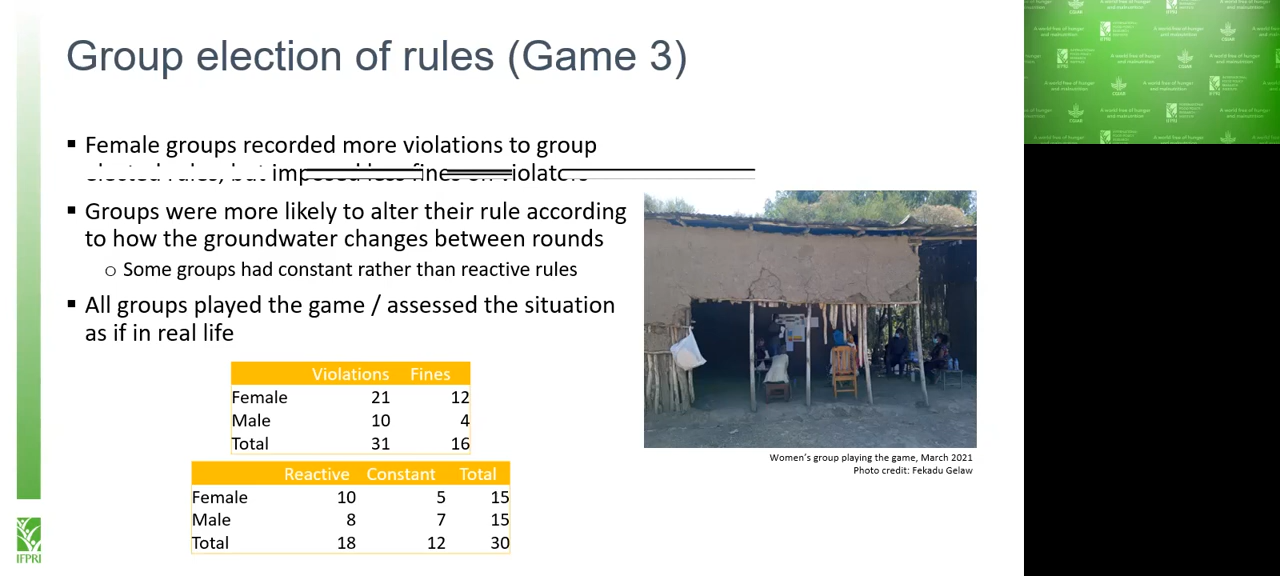 Group election of rules (Game 3)
▪ Female groups recorded more violations to group
elected rules, but imposed less fines on violators
▪ Groups were more likely to alter their rule according
to how the groundwater changes between rounds
o Some groups had constant rather than reactive rules
▪ All groups played the game / assessed the situation
as if in real life
Violations Fines
Female 21 12
Male 10 4
Total 31 16
Reactive Constant Total
Female 10 5 15
Male 8 7 15
Total 18 12 30
Women's group playing the game, March 2021
Photo credit: Fekadu Gelaw
IFPRI
A world free of hunger
and malnutrition
CGIAR
IFPRI